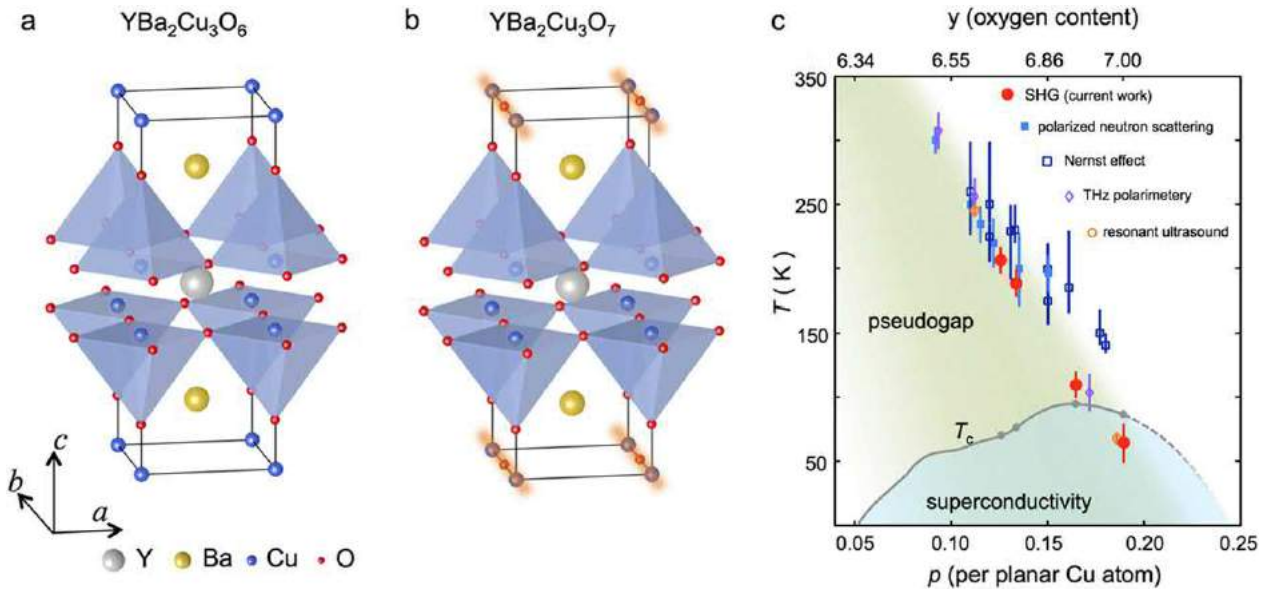 a
YBa₂Cu₃O₆
c
b
a
Y
Ba
Cu
O
b
YBa₂Cu₃O₇
c
y (oxygen content)
6.34
6.55
6.86
7.00
350
250
150
50
T ( K )
SHG (current work)
polarized neutron scattering
Nernst effect
THz polarimetery
resonant ultrasound
pseudogap
Tc
superconductivity
0.05
0.10
0.15
0.20
0.25
p (per planar Cu atom)